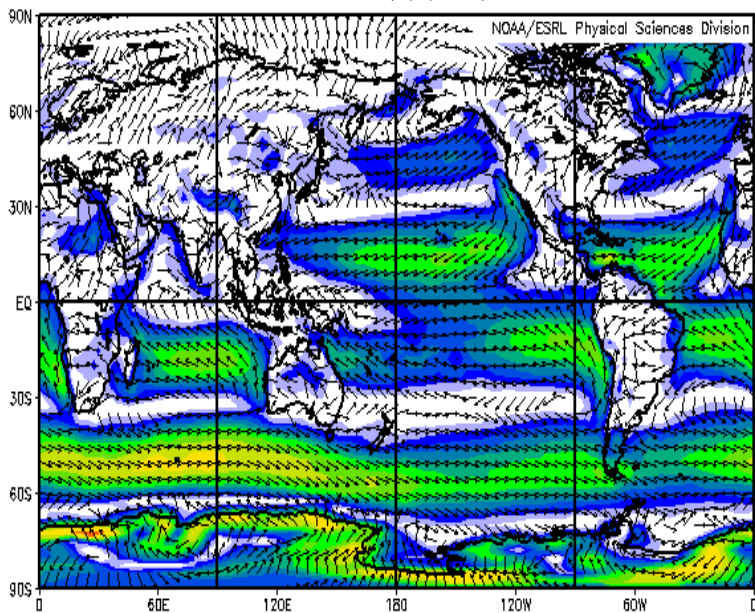 90N
NOAA/ESRL Physical Sciences Division
60N
30N
EQ
30S
60S
90S
60E
120E
180
120W
60W
0